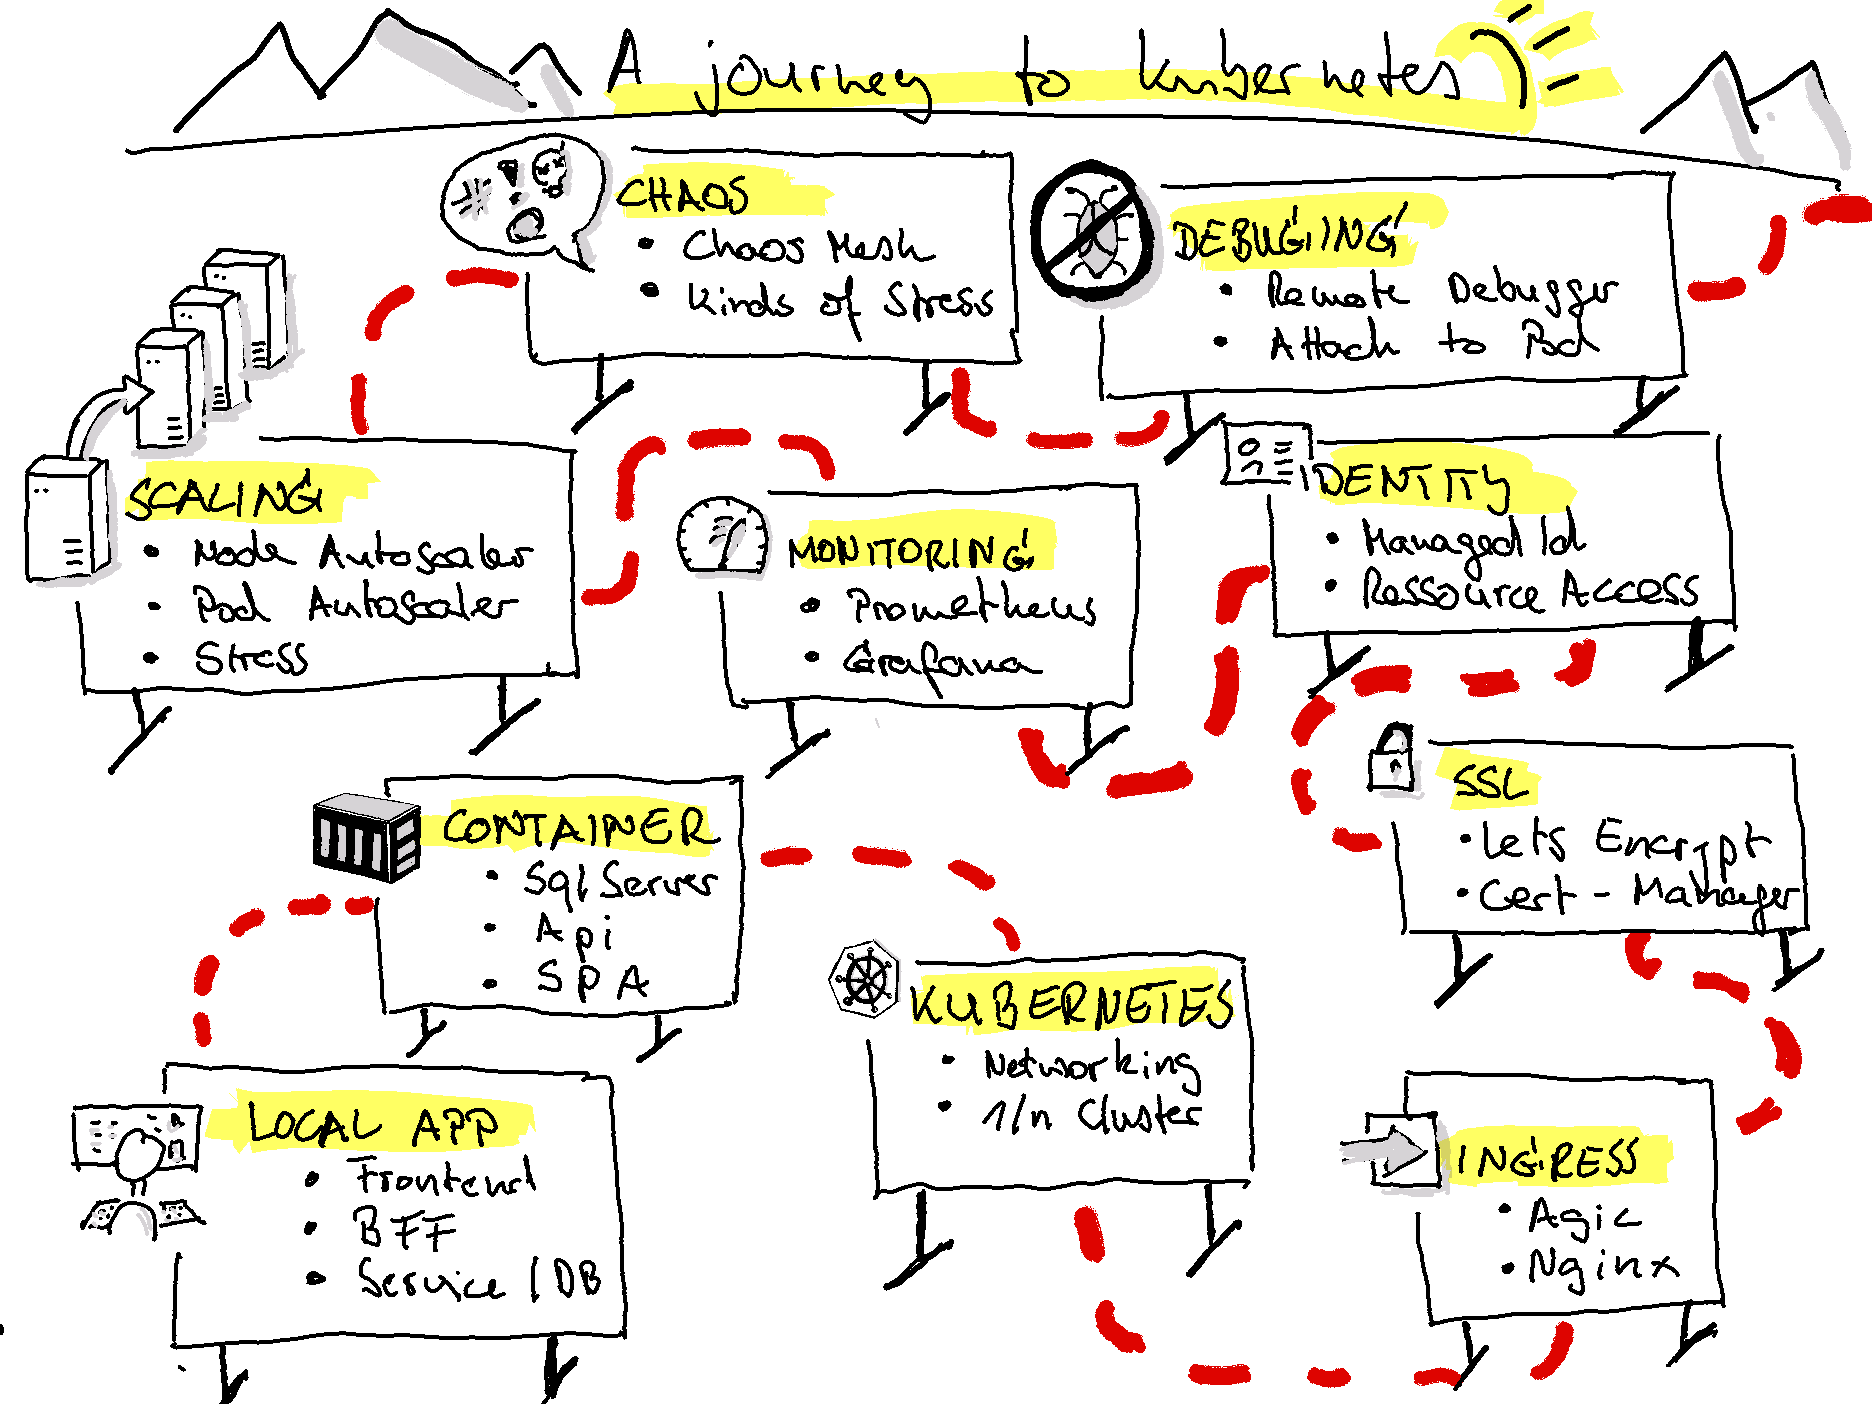 A journey to Kubernetes
CHAOS
• Chaos Mesh
• Kinds of Stress
DEBUGIING
• Remote Debugger
• Attach to Pod
SCALING
• Node Autoscaler
• Pod Autoscaler
• Stress
MONITORING
• Prometheus
• Grafana
IDENTITY
• Managed Id
• Ressource Access
SSL
• Lets Encrypt
• Cert-Manager
CONTAINER
• Sql Server
• Api
• SPA
KUBERNETES
• Networking
• 1/n Cluster
LOCAL APP
• Frontend
• BFF
• Service / DB
INGRESS
• Agic
• Nginx